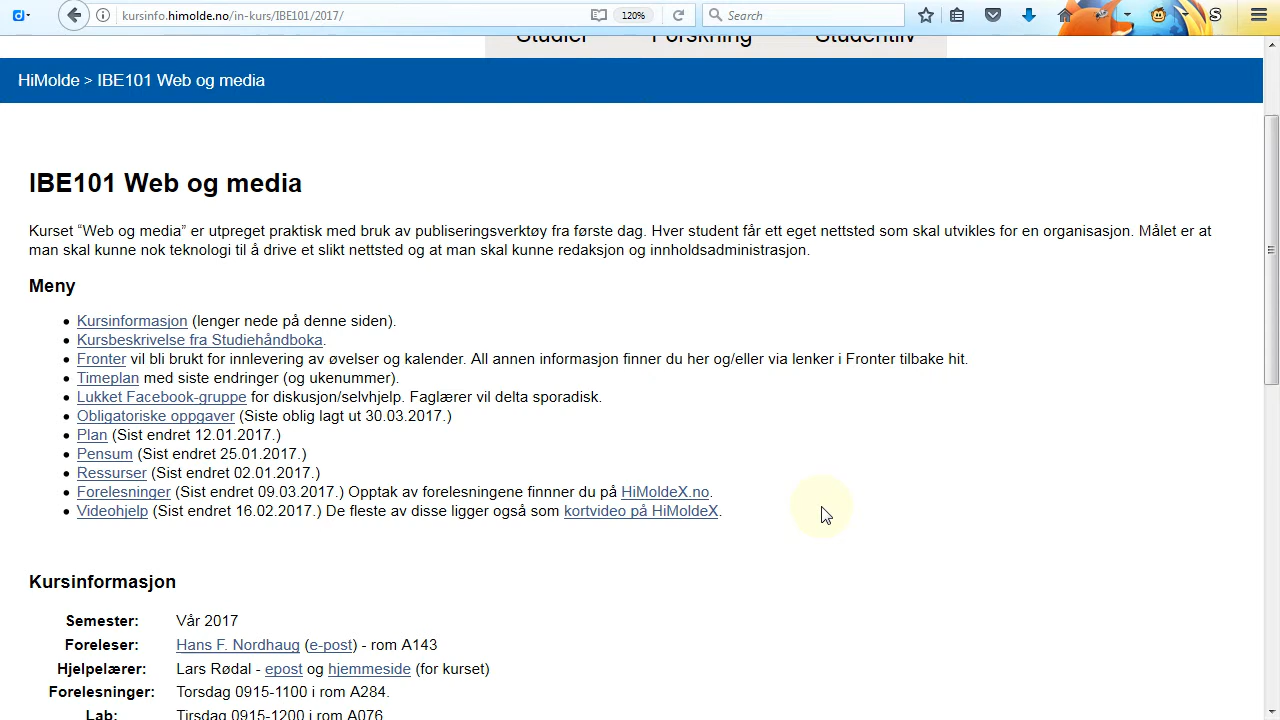 kursinfo.himolde.no/in-kurs/IBE101/2017/
120%
Search
S
Studier Forskning Studentliv
HiMolde > IBE101 Web og media
IBE101 Web og media
Kurset “Web og media” er utpreget praktisk med bruk av publiseringsverktøy fra første dag. Hver student får ett eget nettsted som skal utvikles for en organisasjon. Målet er at
man skal kunne nok teknologi til å drive et slikt nettsted og at man skal kunne redaksjon og innholdsadministrasjon.
Meny
Kursinformasjon (lenger nede på denne siden).
Kursbeskrivelse fra Studiehåndboka.
Fronter vil bli brukt for innlevering av øvelser og kalender. All annen informasjon finner du her og/eller via lenker i Fronter tilbake hit.
Timeplan med siste endringer (og ukenummer).
Lukket Facebook-gruppe for diskusjon/selvhjelp. Faglærer vil delta sporadisk.
Obligatoriske oppgaver (Siste oblig lagt ut 30.03.2017.)
Plan (Sist endret 12.01.2017.)
Pensum (Sist endret 25.01.2017.)
Ressurser (Sist endret 02.01.2017.)
Forelesninger (Sist endret 09.03.2017.) Opptak av forelesningene finnner du på HiMoldeX.no.
Videohjelp (Sist endret 16.02.2017.) De fleste av disse ligger også som kortvideo på HiMoldeX.
Kursinformasjon
Semester: Vår 2017
Foreleser: Hans F. Nordhaug (e-post) - rom A143
Hjelpelærer: Lars Rødal - epost og hjemmeside (for kurset)
Forelesninger: Torsdag 0915-1100 i rom A284.
Lab: Tirsdag 0915-1200 i rom A076